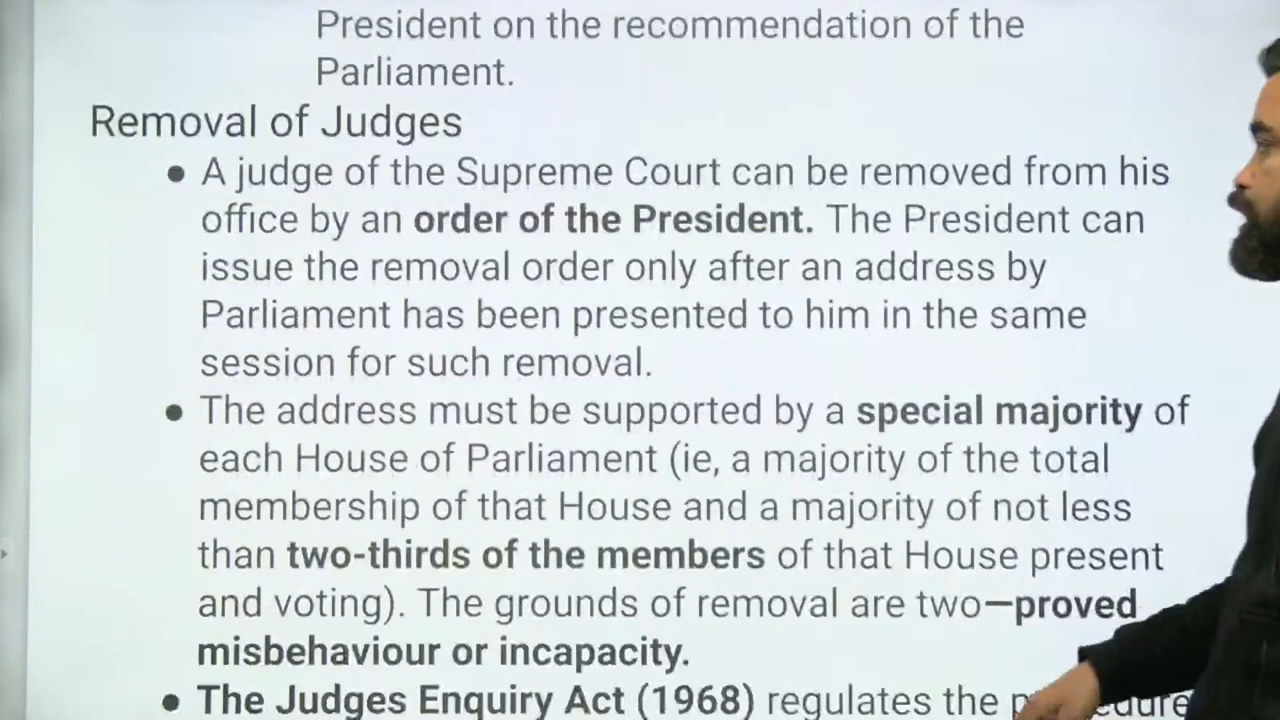 President on the recommendation of the
Parliament.
Removal of Judges
• A judge of the Supreme Court can be removed from his
office by an order of the President. The President can
issue the removal order only after an address by
Parliament has been presented to him in the same
session for such removal.
• The address must be supported by a special majority of
each House of Parliament (ie, a majority of the total
membership of that House and a majority of not less
than two-thirds of the members of that House present
and voting). The grounds of removal are two—proved
misbehaviour or incapacity.
• The Judges Enquiry Act (1968) regulates the